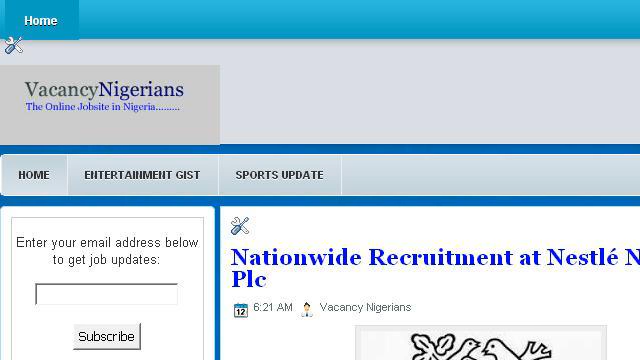 Home
VacancyNigerians
The Online Jobsite in Nigeria.........
HOME
ENTERTAINMENT GIST
SPORTS UPDATE
Enter your email address below
to get job updates:
Subscribe
Nationwide Recruitment at Nestlé N
Plc
12
6:21 AM
Vacancy Nigerians